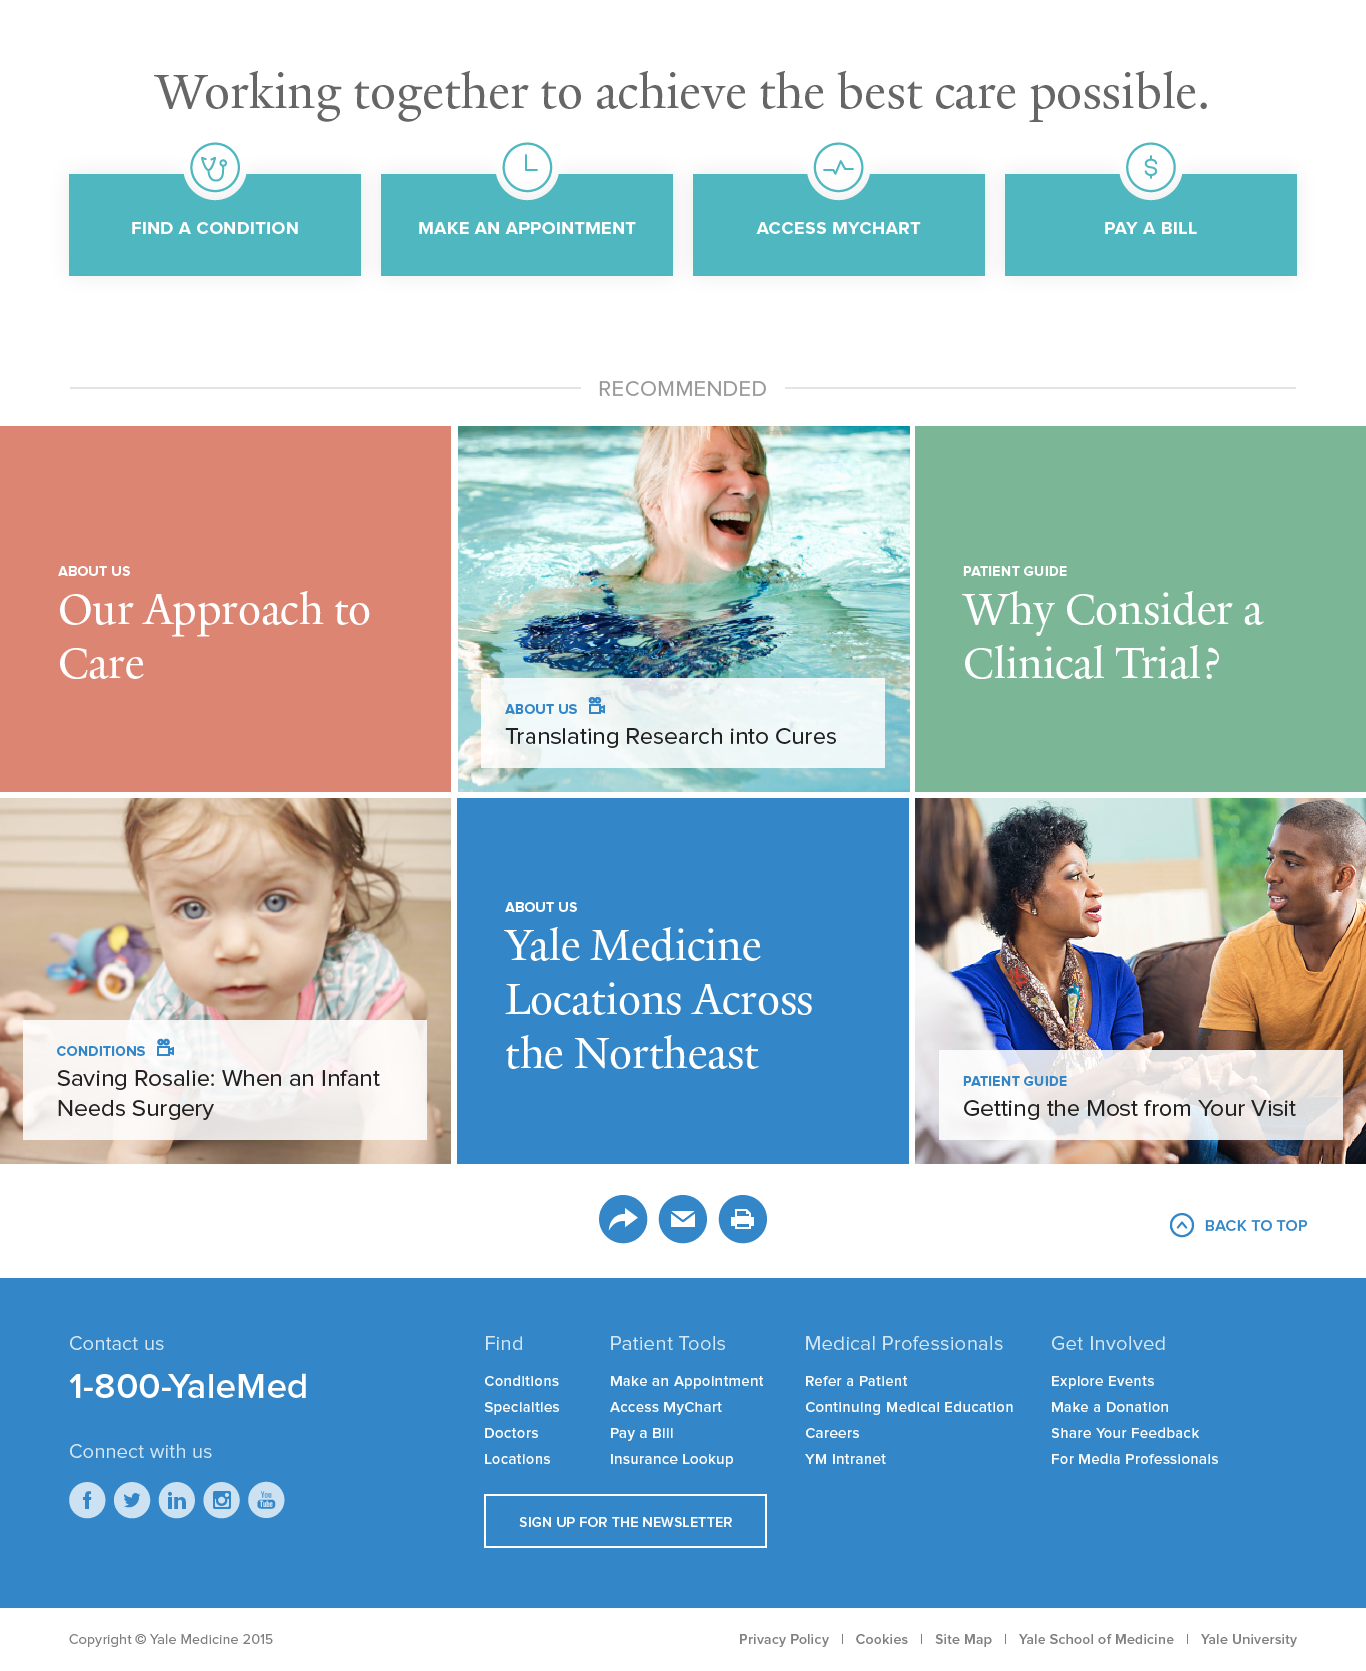 Working together to achieve the best care possible.
FIND A CONDITION
MAKE AN APPOINTMENT
ACCESS MYCHART
PAY A BILL
RECOMMENDED
ABOUT US
Our Approach to
Care
ABOUT US
Translating Research into Cures
PATIENT GUIDE
Why Consider a
Clinical Trial?
CONDITIONS
Saving Rosalie: When an Infant
Needs Surgery
ABOUT US
Yale Medicine
Locations Across
the Northeast
PATIENT GUIDE
Getting the Most from Your Visit
BACK TO TOP
Contact us
1-800-YaleMed
Connect with us
You
Tube
Find
Conditions
Specialties
Doctors
Locations
Patient Tools
Make an Appointment
Access MyChart
Pay a Bill
Insurance Lookup
Medical Professionals
Refer a Patient
Continuing Medical Education
Careers
YM Intranet
Get Involved
Explore Events
Make a Donation
Share Your Feedback
For Media Professionals
SIGN UP FOR THE NEWSLETTER
Copyright © Yale Medicine 2015
Privacy Policy | Cookies | Site Map | Yale School of Medicine | Yale University